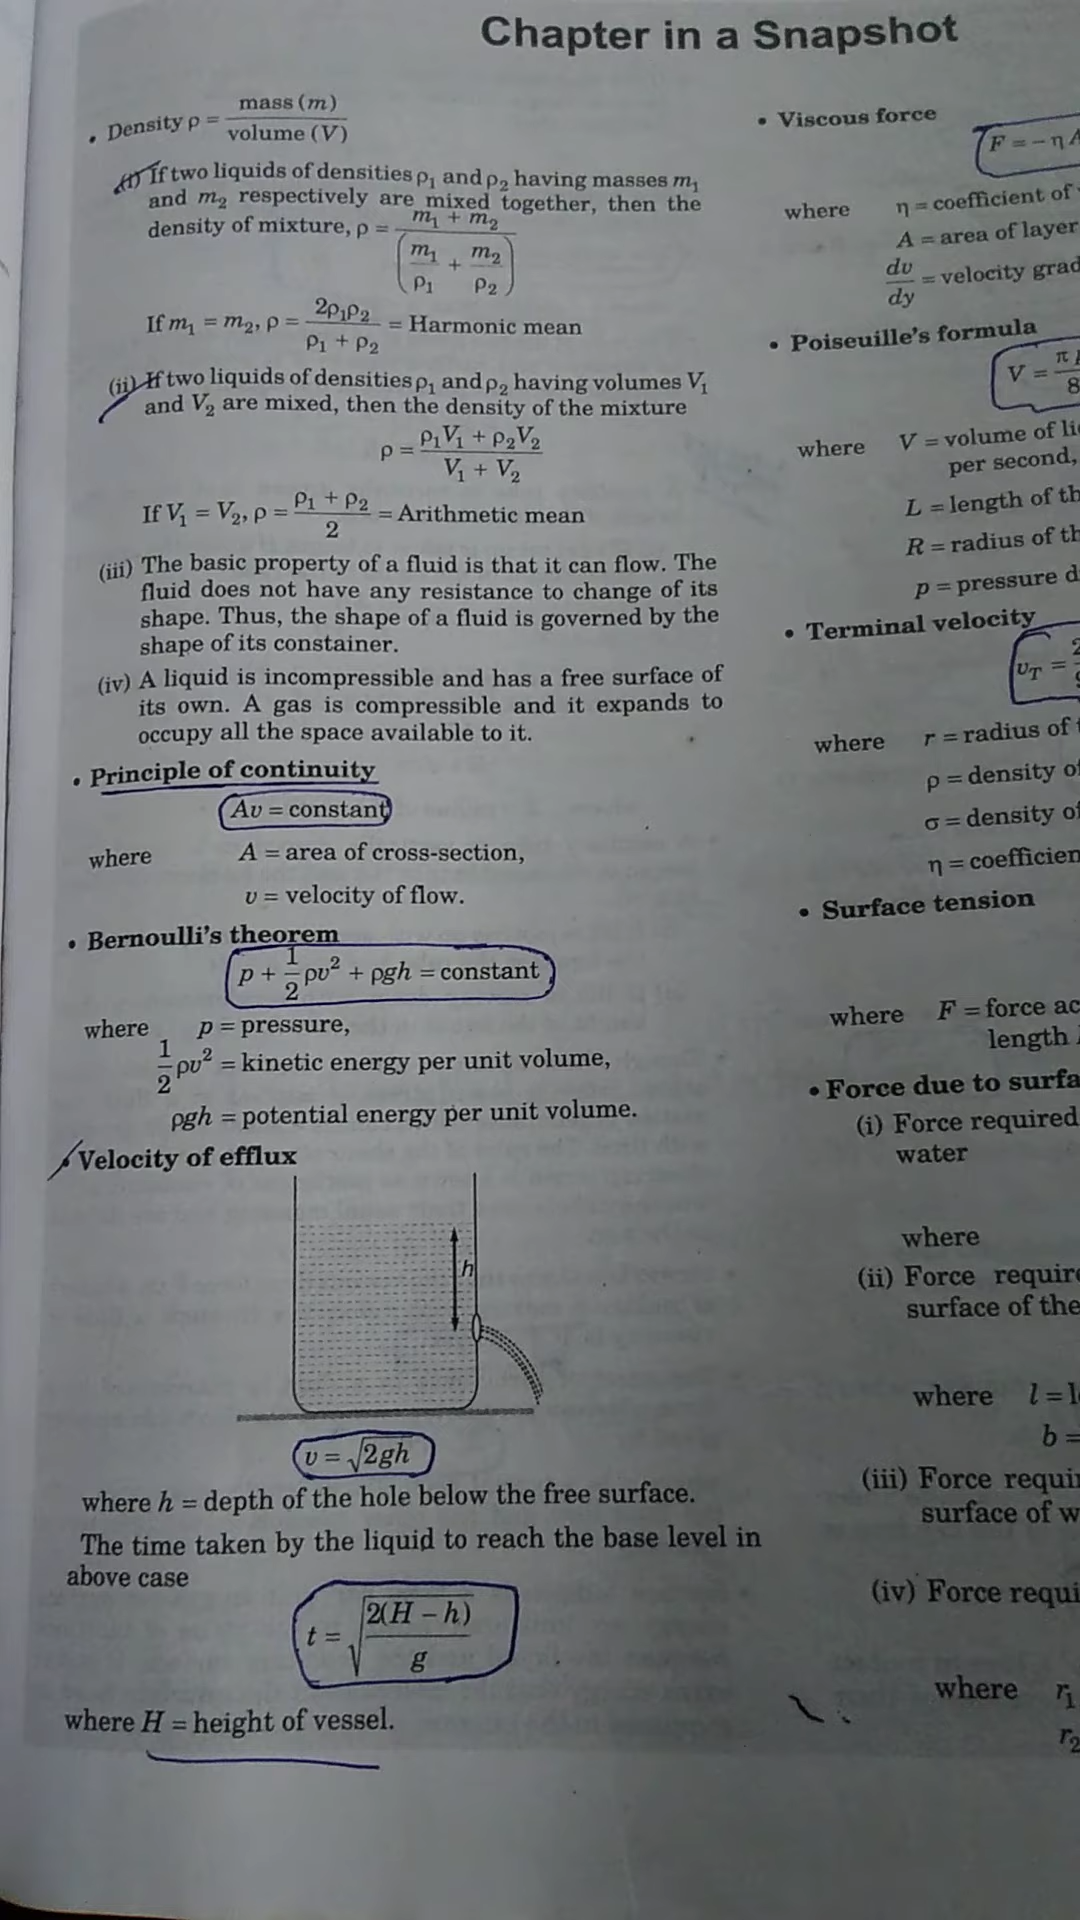 Chapter in a Snapshot
• Density ρ = mass (m) / volume (V)
(i) If two liquids of densities ρ₁ and ρ₂ having masses m₁
and m₂ respectively are mixed together, then the
density of mixture, ρ = (m₁ + m₂) / (m₁/ρ₁ + m₂/ρ₂)
If m₁ = m₂, ρ = 2ρ₁ρ₂ / (ρ₁ + ρ₂) = Harmonic mean
(ii) If two liquids of densities ρ₁ and ρ₂ having volumes V₁
and V₂ are mixed, then the density of the mixture
ρ = (ρ₁V₁ + ρ₂V₂) / (V₁ + V₂)
If V₁ = V₂, ρ = (ρ₁ + ρ₂) / 2 = Arithmetic mean
(iii) The basic property of a fluid is that it can flow. The
fluid does not have any resistance to change of its
shape. Thus, the shape of a fluid is governed by the
shape of its constainer.
(iv) A liquid is incompressible and has a free surface of
its own. A gas is compressible and it expands to
occupy all the space available to it.
• Principle of continuity
Av = constant
where A = area of cross-section,
v = velocity of flow.
• Bernoulli's theorem
p + 1/2 ρv² + ρgh = constant
where p = pressure,
1/2 ρv² = kinetic energy per unit volume,
ρgh = potential energy per unit volume.
• Velocity of efflux
h
v = √2gh
where h = depth of the hole below the free surface.
The time taken by the liquid to reach the base level in
above case
t = √(2(H – h) / g)
where H = height of vessel.
• Viscous force
F = – η A
where η = coefficient of
A = area of layer
dv/dy = velocity grad
• Poiseuille's formula
V = π / 8
where V = volume of
per second,
L = length of
R = radius of
p = pressure
• Terminal velocity
v_T =
where r = radius of
ρ = density
σ = density
η = coefficien
• Surface tension
where F = force ac
length
• Force due to surfa
(i) Force required
water
where
(ii) Force require
surface of the
where l =
b =
(iii) Force requir
surface of w
(iv) Force requi
where r₁
r₂